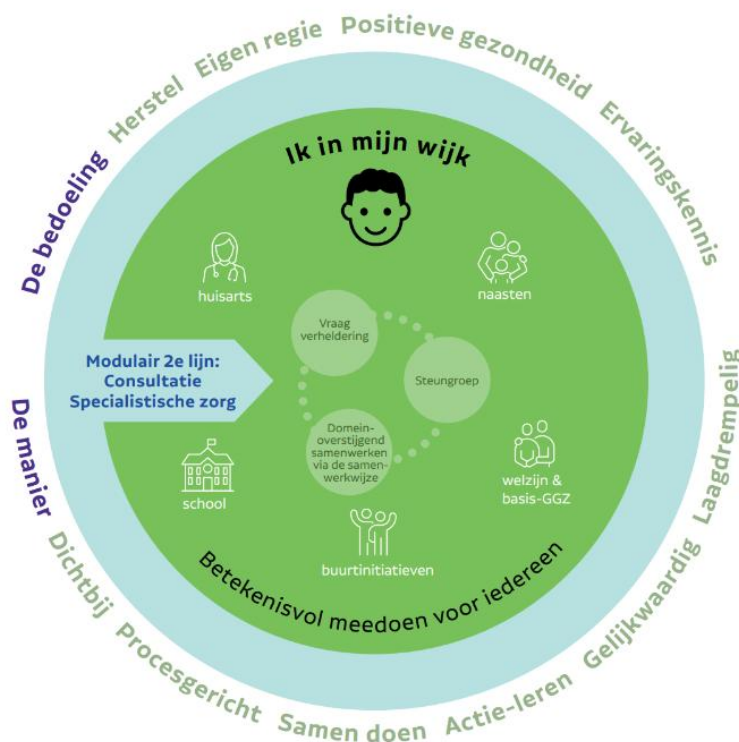 De bedoeling
Herstel
Eigen regie
Positieve gezondheid
Ervaringskennis
Ik in mijn wijk
huisarts
naasten
Vraag
verheldering
Steungroep
Modulair 2e lijn:
Consultatie
Specialistische zorg
Domein-
overstijgend
samenwerken
via de samen-
werkwijze
school
welzijn &
basis-GGZ
buurtinitiatieven
Betekenisvol meedoen voor iedereen
De manier
Dichtbij
Procesgericht
Samen doen
Actie-leren
Gelijkwaardig
Laagdrempelig